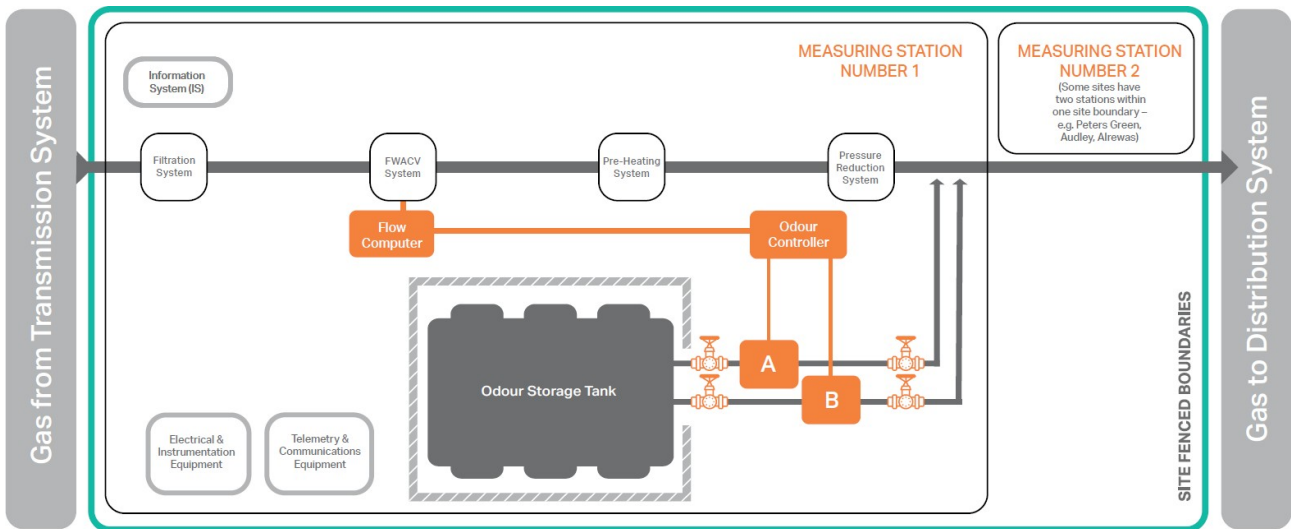 Gas from Transmission System
Information
System (IS)
MEASURING STATION
NUMBER 1
MEASURING STATION
NUMBER 2
(Some sites have
two stations within
one site boundary –
e.g. Peters Green,
Audley, Alrewas)
Filtration
System
FWACV
System
Pre-Heating
System
Pressure
Reduction
System
Flow
Computer
Odour
Controller
Odour Storage Tank
A
B
Electrical &
Instrumentation
Equipment
Telemetry &
Communications
Equipment
SITE FENCED BOUNDARIES
Gas to Distribution System